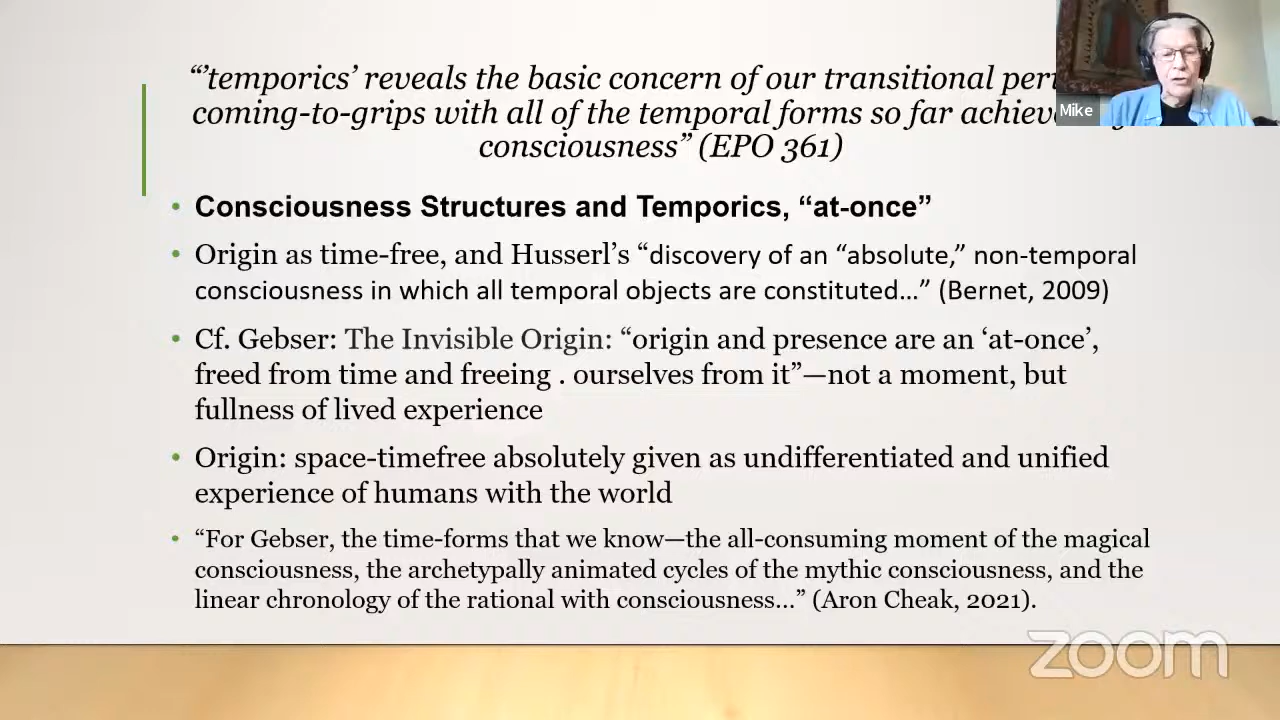 “’temporics’ reveals the basic concern of our transitional
coming-to-grips with all of the temporal forms so far
consciousness” (EPO 361)
Mike
• Consciousness Structures and Temporics, “at-once”
• Origin as time-free, and Husserl’s “discovery of an “absolute,” non-temporal
consciousness in which all temporal objects are constituted…” (Bernet, 2009)
• Cf. Gebser: The Invisible Origin: “origin and presence are an ‘at-once’,
freed from time and freeing . ourselves from it”—not a moment, but
fullness of lived experience
• Origin: space-timefree absolutely given as undifferentiated and unified
experience of humans with the world
• “For Gebser, the time-forms that we know—the all-consuming moment of the magical
consciousness, the archetypally animated cycles of the mythic consciousness, and the
linear chronology of the rational with consciousness…” (Aron Cheak, 2021).
zoom